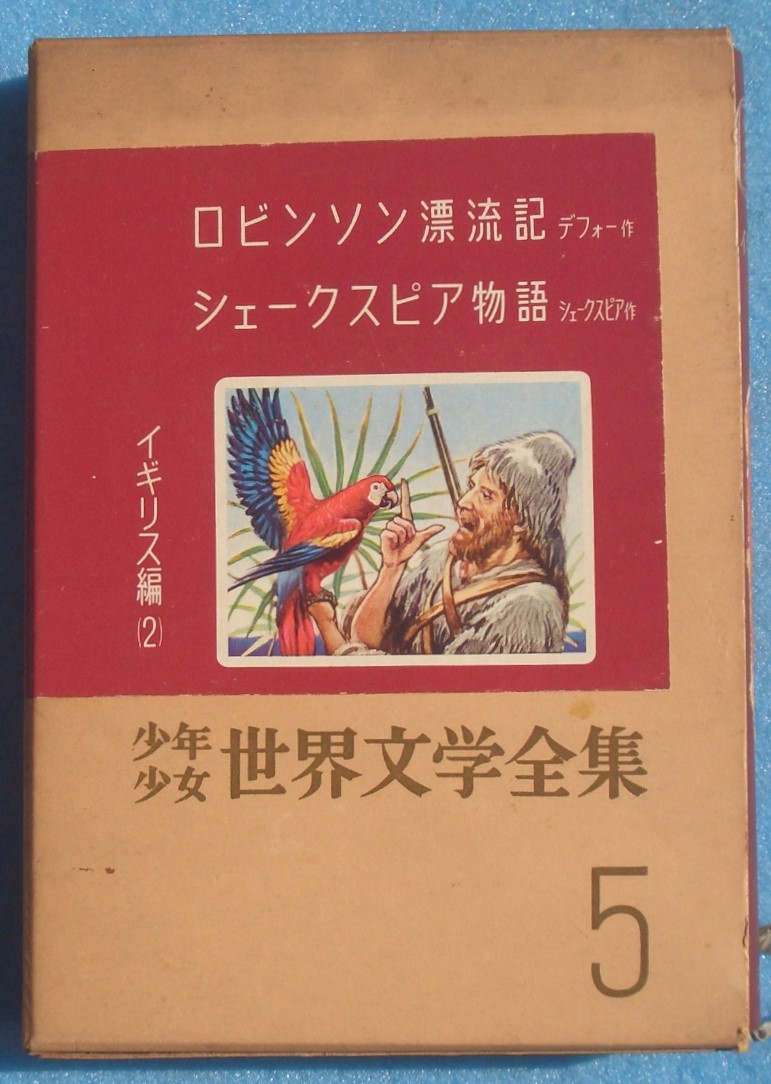 ロビンソン漂流記 デフォー作
シェークスピア物語 シェークスピア作
イギリス編(2)
少年少女 世界文学全集
5